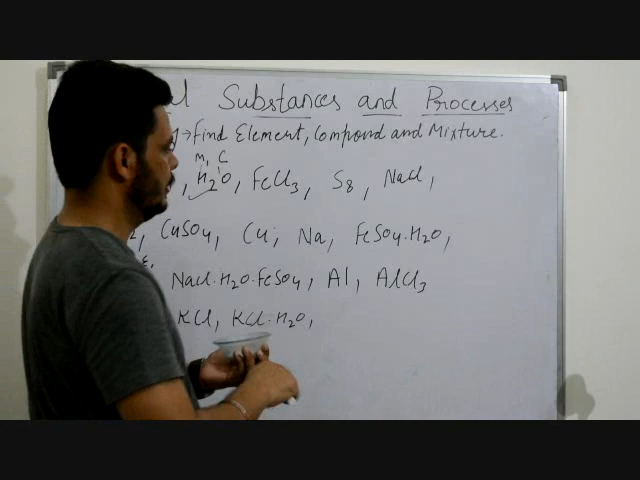 Substances and Processes
→ Find Element, Compound and Mixture.
M, C
, H2O, FeCl3, S8, NaCl,
2, CuSO4, Cu, Na, FeSO4.H2O,
E,
NaCl.H2O.FeSO4, Al, AlCl3
KCl, KCl.H2O,